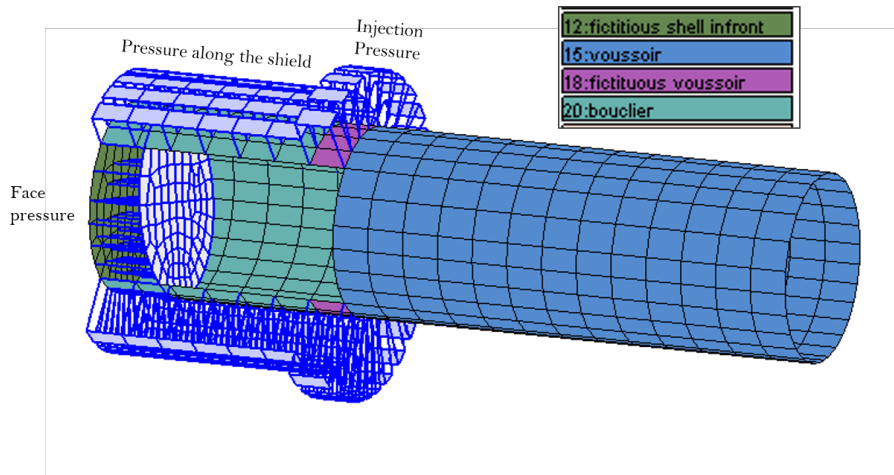 Injection
Pressure
Pressure along the shield
12:fictitious shell infront
15:voussoir
18:fictituous voussoir
20:bouclier
Face
pressure